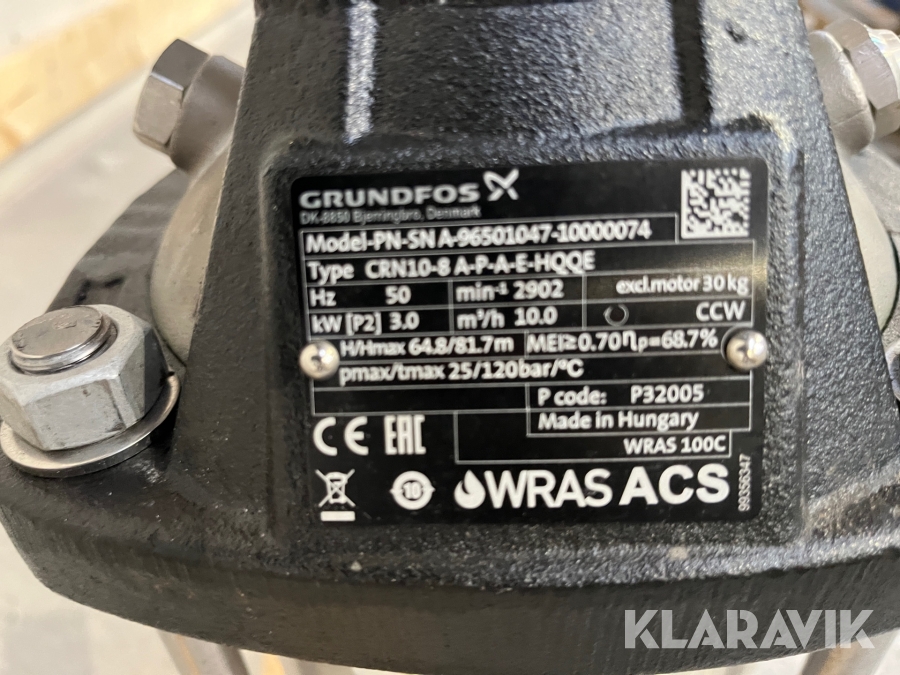 GRUNDFOS
DK-8850 Bjerringbro, Denmark
Model-PN-SN A-96501047-10000074
Type CRN10-8 A-P-A-E-HQQE
Hz 50 min⁻¹ 2902 excl.motor 30 kg
kW [P2] 3.0 m³/h 10.0 CCW
H/Hmax 64.8/81.7 m MEI≥0.70 ηp=68.7%
pmax/tmax 25/120bar/°C
P code: P32005
Made in Hungary
CE EAC WRAS 100C
10 WRAS ACS
99356347
KLARAVIK